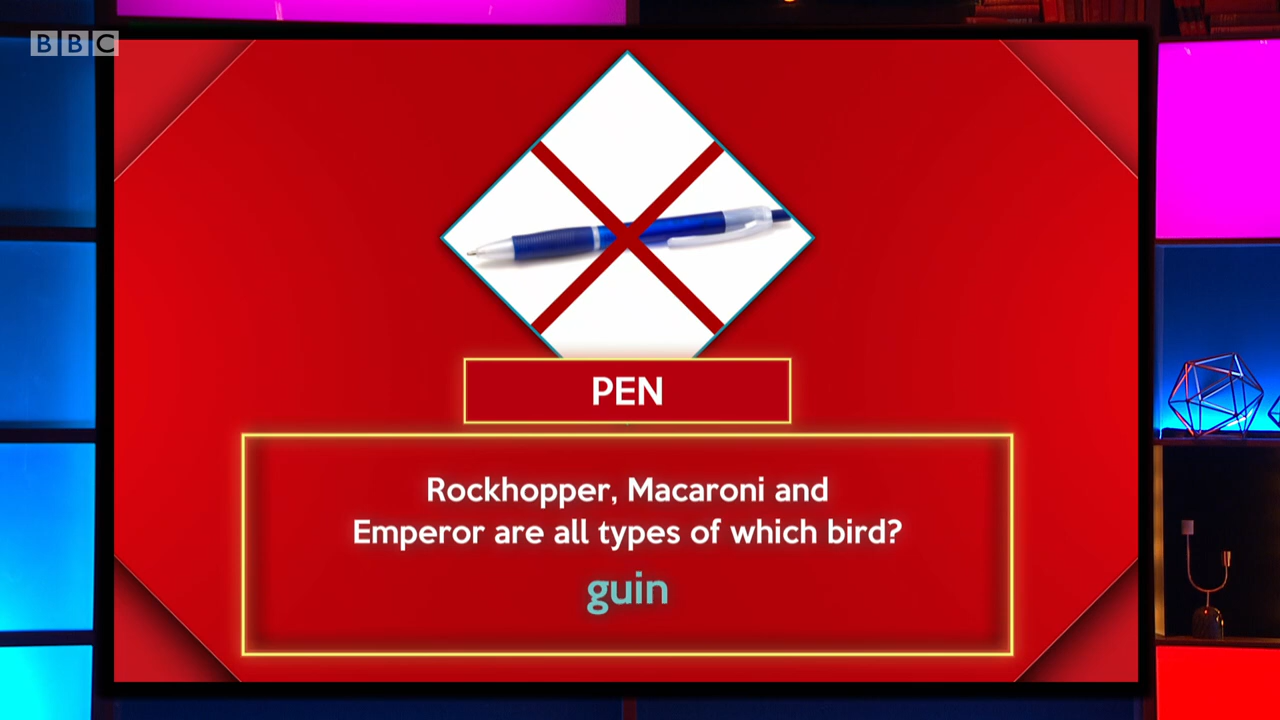 BBC
PEN
Rockhopper, Macaroni and
Emperor are all types of which bird?
guin